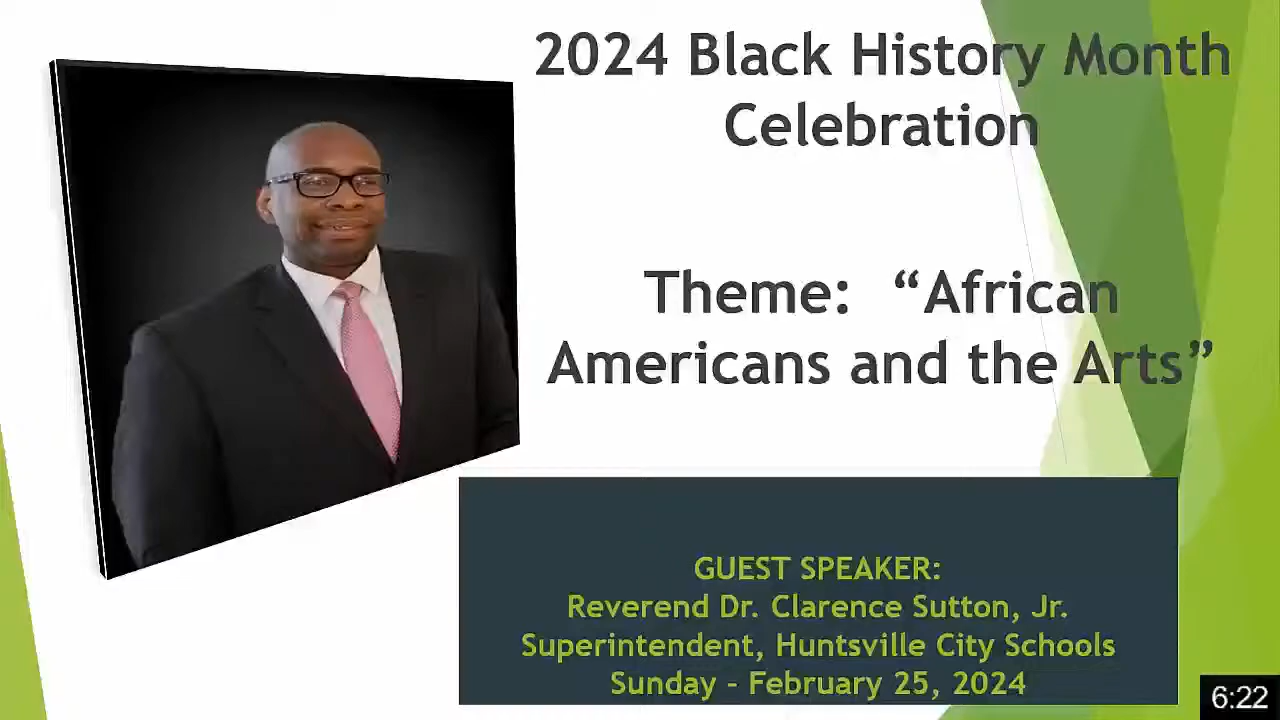 2024 Black History Month
Celebration
Theme: “African
Americans and the Arts”
GUEST SPEAKER:
Reverend Dr. Clarence Sutton, Jr.
Superintendent, Huntsville City Schools
Sunday - February 25, 2024
6:22